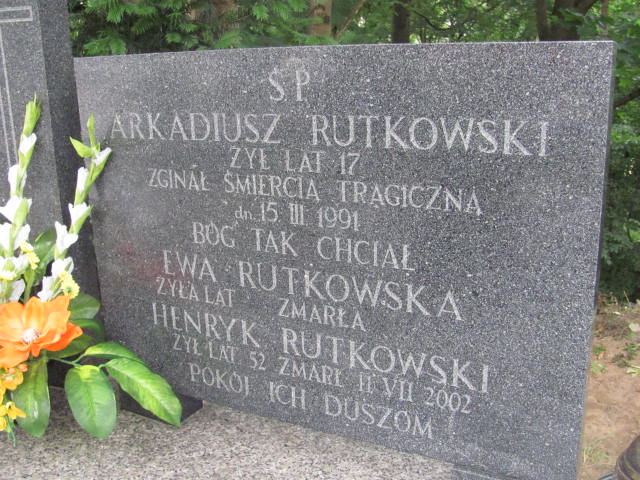 ŚP
ARKADIUSZ RUTKOWSKI
ŻYŁ LAT 17
ZGINĄŁ ŚMIERCIĄ TRAGICZNĄ
dn. 15 III 1991
BÓG TAK CHCIAŁ
EWA RUTKOWSKA
ŻYŁA LAT ZMARŁA
HENRYK RUTKOWSKI
ŻYŁ LAT 52 ZMARŁ 11 VII 2002
POKÓJ ICH DUSZOM